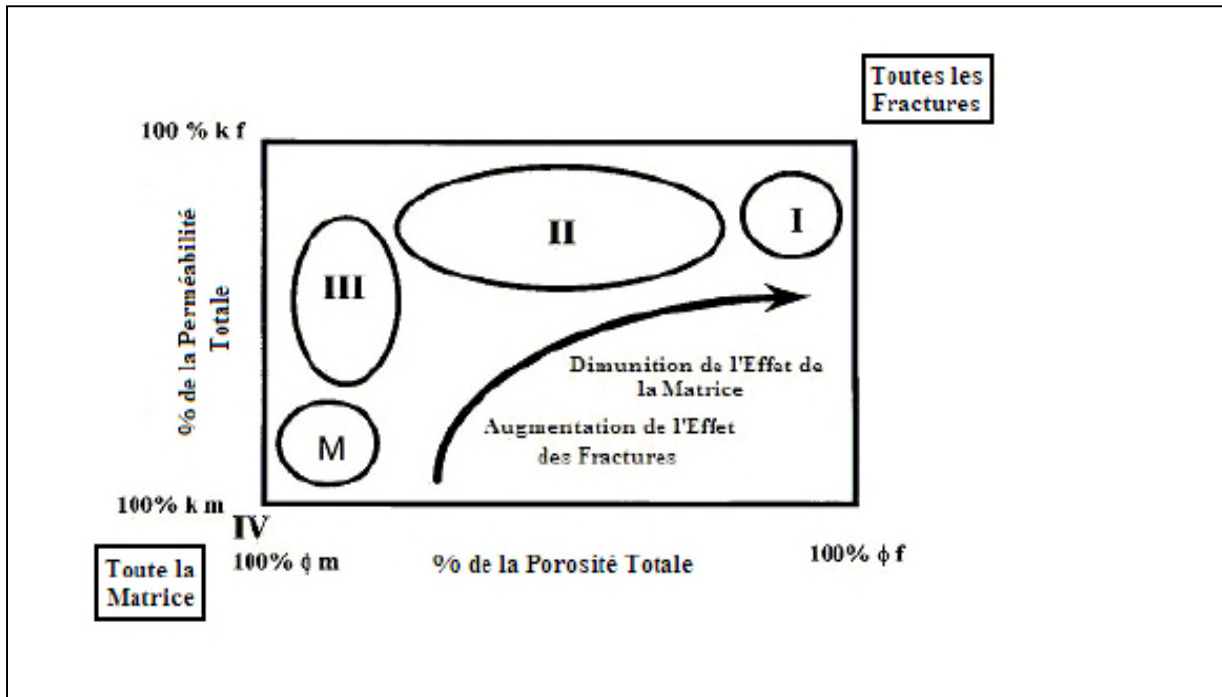 Toutes les
Fractures
100 % k f
% de la Perméabilité
Totale
I
II
III
Dimunition de l'Effet de
la Matrice
Augmentation de l'Effet
des Fractures
M
100% k m
IV
100% ϕ m
% de la Porosité Totale
100% ϕ f
Toute la
Matrice